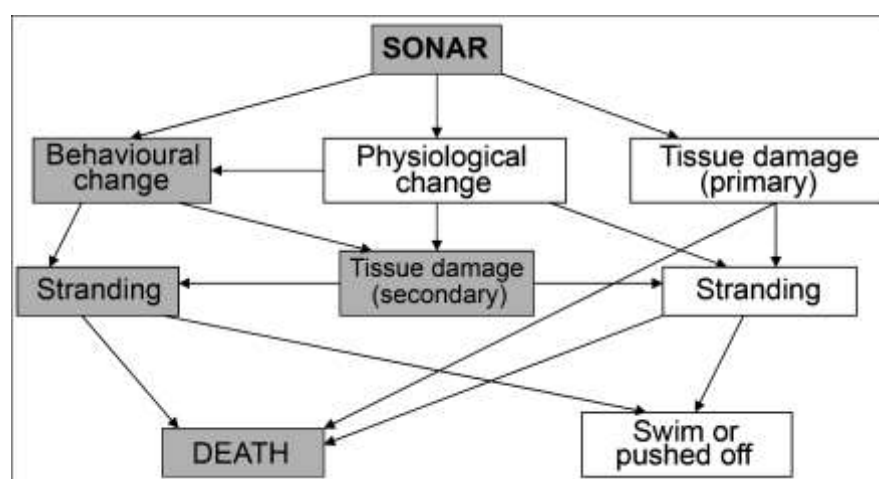 SONAR
Behavioural
change
Physiological
change
Tissue damage
(primary)
Stranding
Tissue damage
(secondary)
Stranding
DEATH
Swim or
pushed off